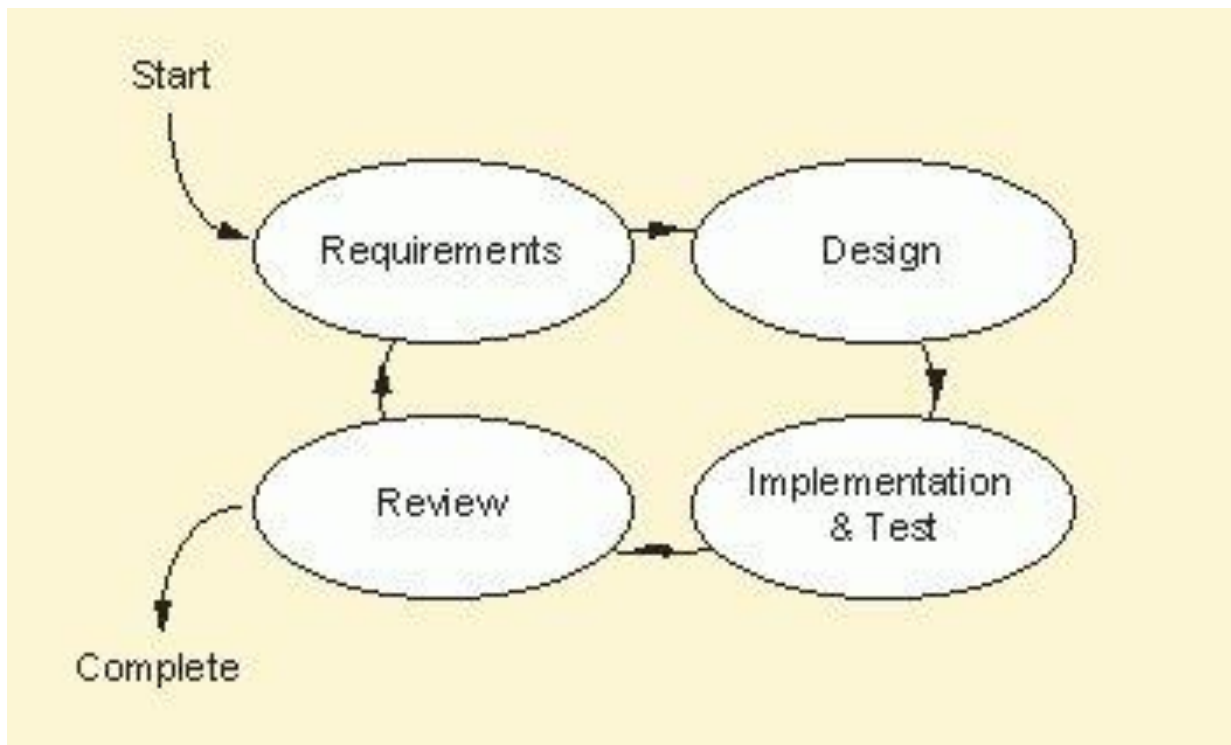 Start
Requirements
Design
Review
Implementation
& Test
Complete